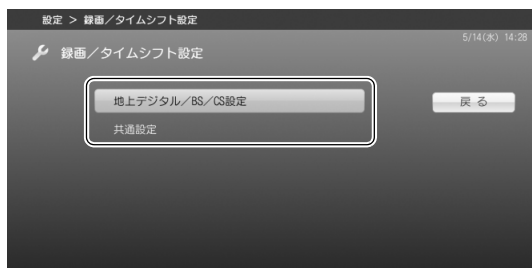 設定 > 録画／タイムシフト設定
5/14(水) 14:28
録画／タイムシフト設定
地上デジタル／BS／CS設定
戻る
共通設定